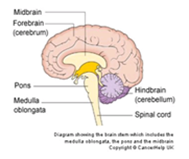 Midbrain
Forebrain
(cerebrum)
Pons
Medulla
oblongata
Hindbrain
(cerebellum)
Spinal cord
Diagram showing the brain stem which includes the
medulla oblongata, the pons and the midbrain
Copyright © CancerHelp UK